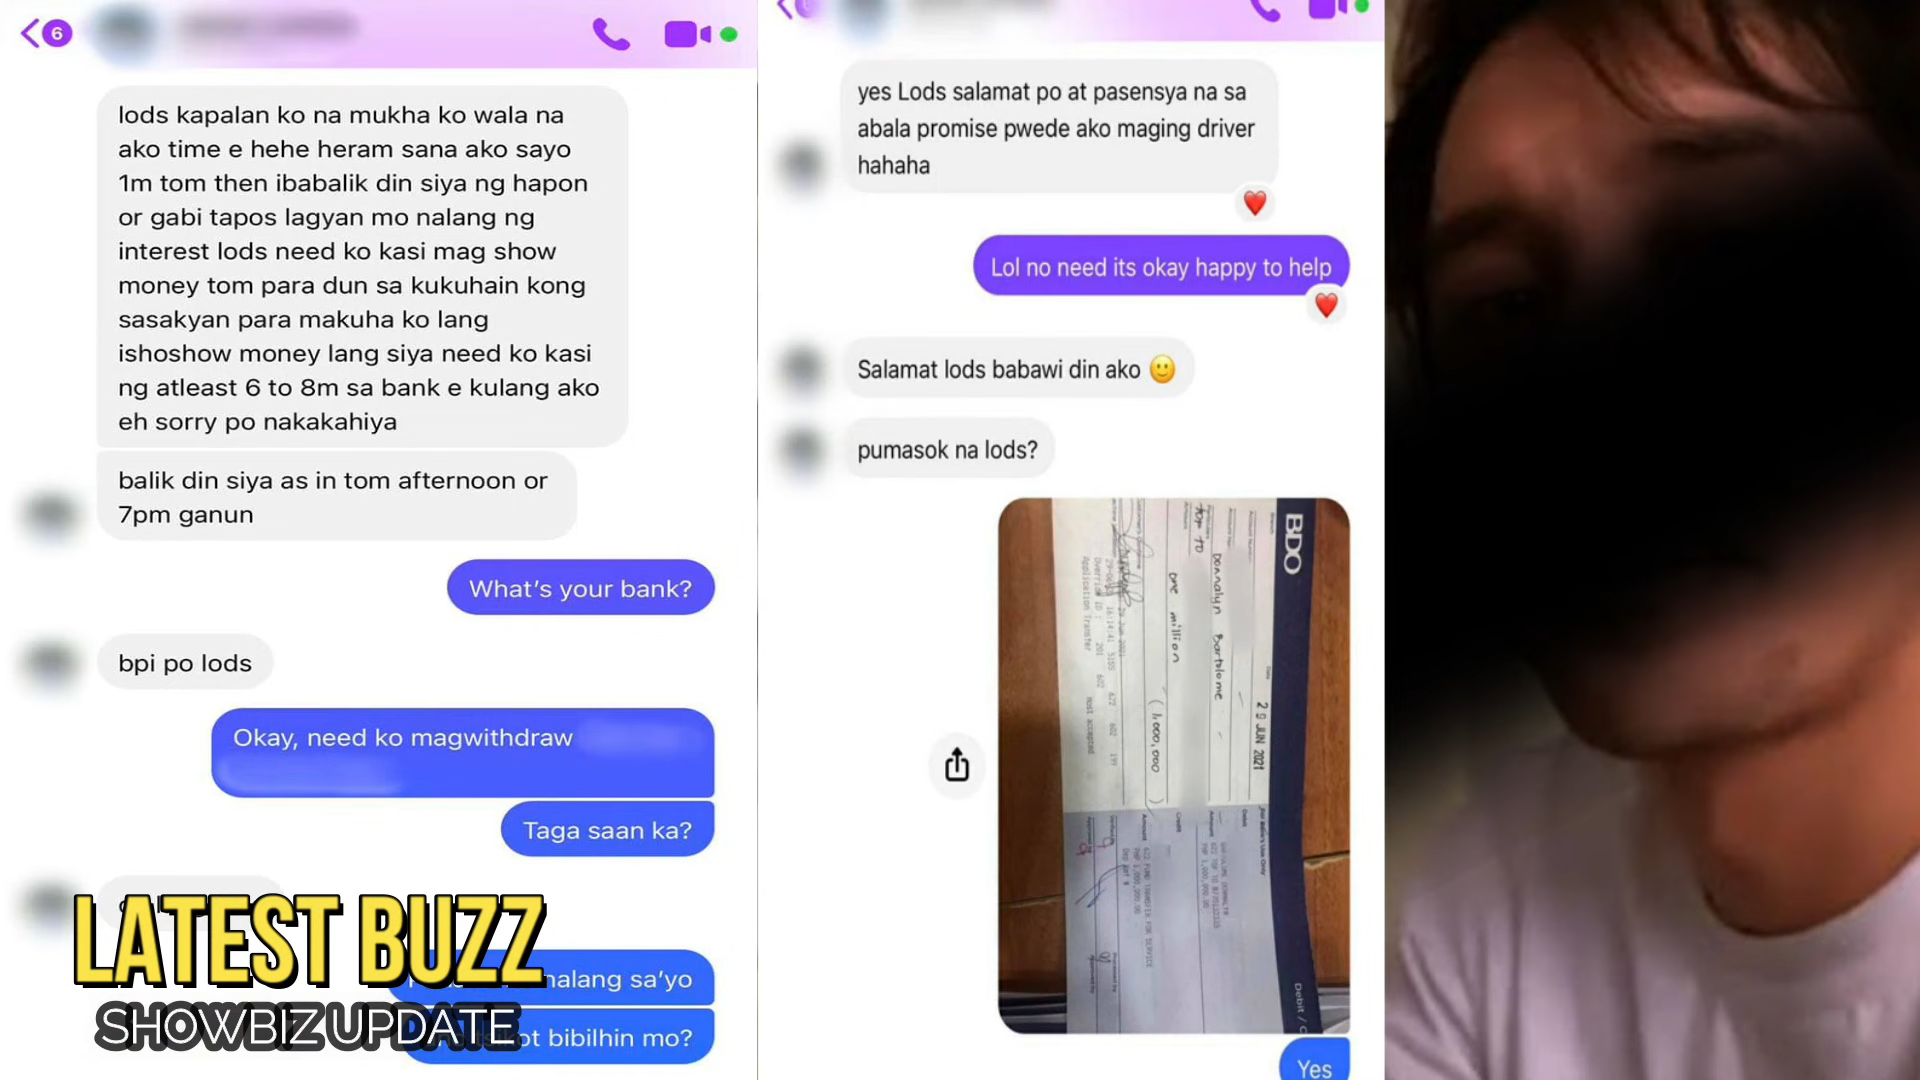 6
lods kapalan ko na mukha ko wala na
ako time e hehe heram sana ako sayo
1m tom then ibabalik din siya ng hapon
or gabi tapos lagyan mo nalang ng
interest lods need ko kasi mag show
money tom para dun sa kukuhain kong
sasakyan para makuha ko lang
ishoshow money lang siya need ko kasi
ng atleast 6 to 8m sa bank e kulang ako
eh sorry po nakakahiya
balik din siya as in tom afternoon or
7pm ganun
What's your bank?
bpi po lods
Okay, need ko magwithdraw
Taga saan ka?
nalang sa'yo
bibilhin mo?
LATEST BUZZ
SHOWBIZ UPDATE
yes Lods salamat po at pasensya na sa
abala promise pwede ako maging driver
hahaha
Lol no need its okay happy to help
Salamat lods babawi din ako
pumasok na lods?
BDO
29 JUN 2021
Donnalyn Bartolome
one million (1,000,000)
Yes